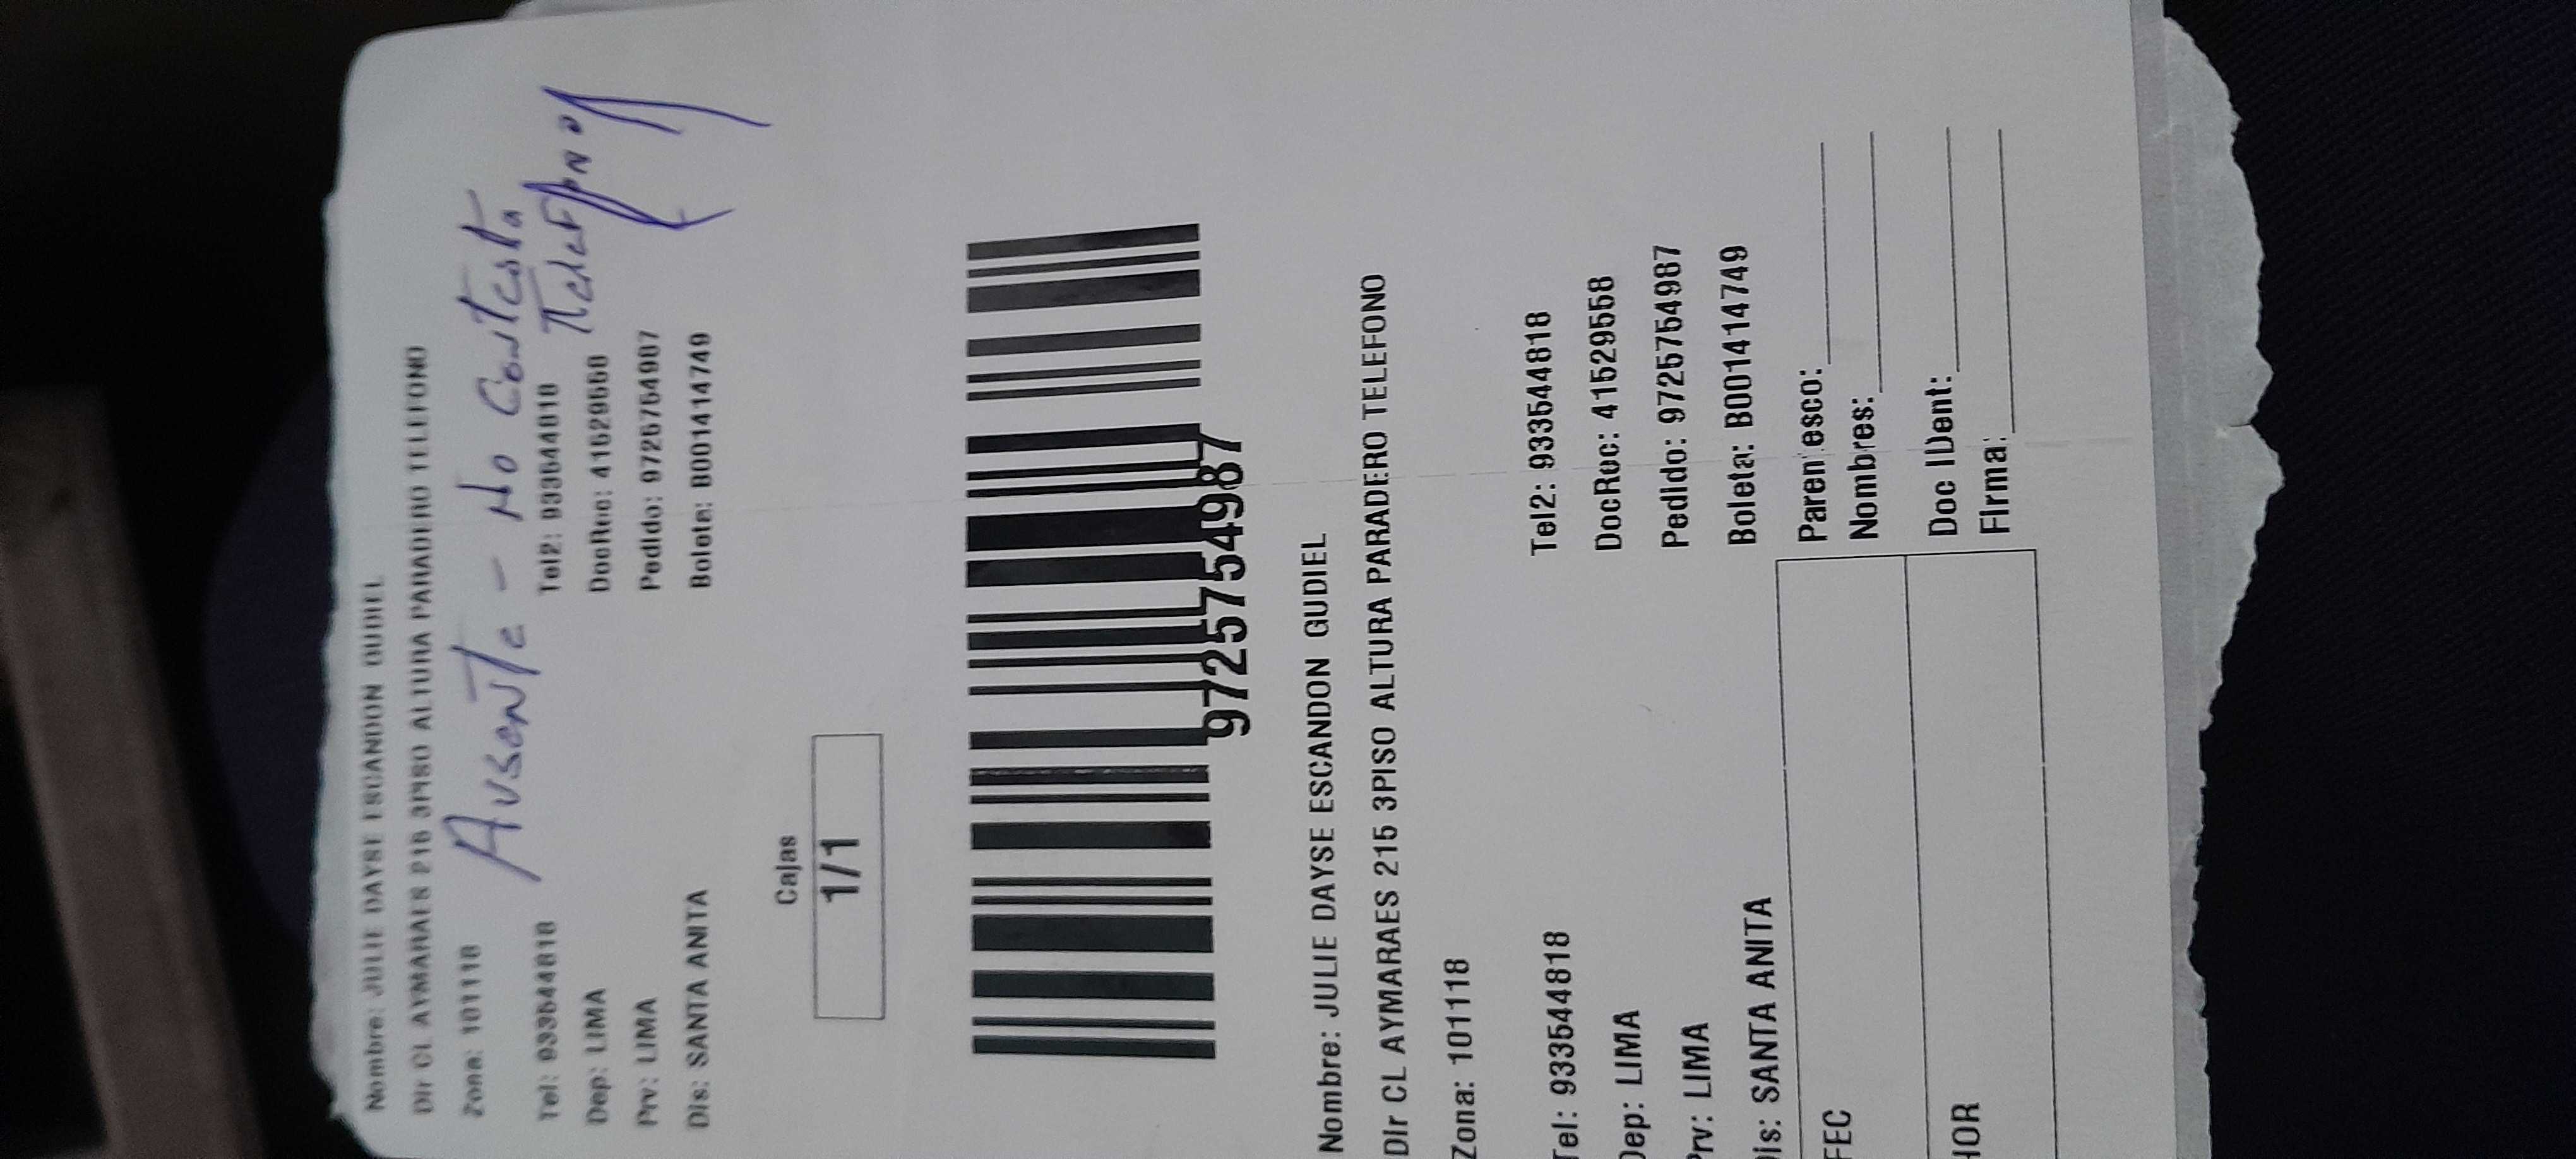 Nombre: JULIE DAYSE ESCANDON GUDIEL
Dir CL AYMARAES 215 3PISO ALTURA PARADERO TELEFONO
Zona: 101118
Ausente - No Contesta
Telefono
Tel: 933544818 Tel2: 933544818
Dep: LIMA DocRec: 41529558
Prv: LIMA Pedido: 9725754987
Dis: SANTA ANITA Boleta: B001414749
Cajas
1/1
9725754987
Nombre: JULIE DAYSE ESCANDON GUDIEL
Dir CL AYMARAES 215 3PISO ALTURA PARADERO TELEFONO
Zona: 101118
Tel: 933544818 Tel2: 933544818
Dep: LIMA DocRec: 41529558
Prv: LIMA Pedido: 9725754987
Dis: SANTA ANITA Boleta: B001414749
FEC Parentesco:
Nombres:
HOR Doc IDent:
Firma: